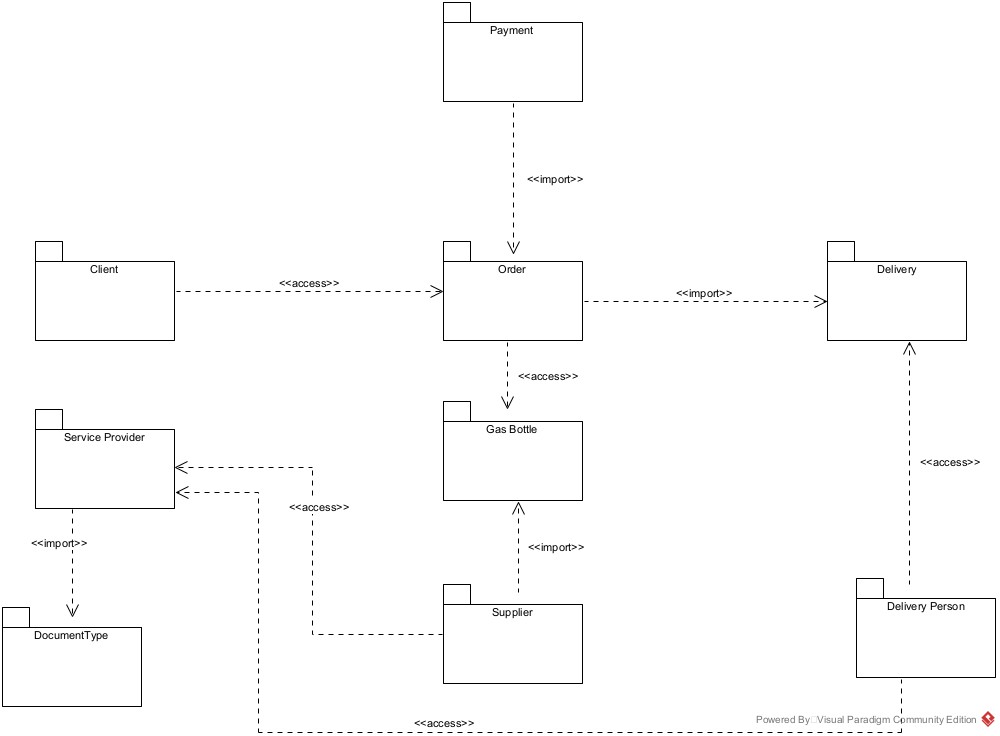 Payment
<<import>>
Client
<<access>>
Order
<<import>>
Delivery
<<access>>
Gas Bottle
Service Provider
<<access>>
<<access>>
<<import>>
<<import>>
Supplier
Delivery Person
DocumentType
<<access>>
Powered By Visual Paradigm Community Edition